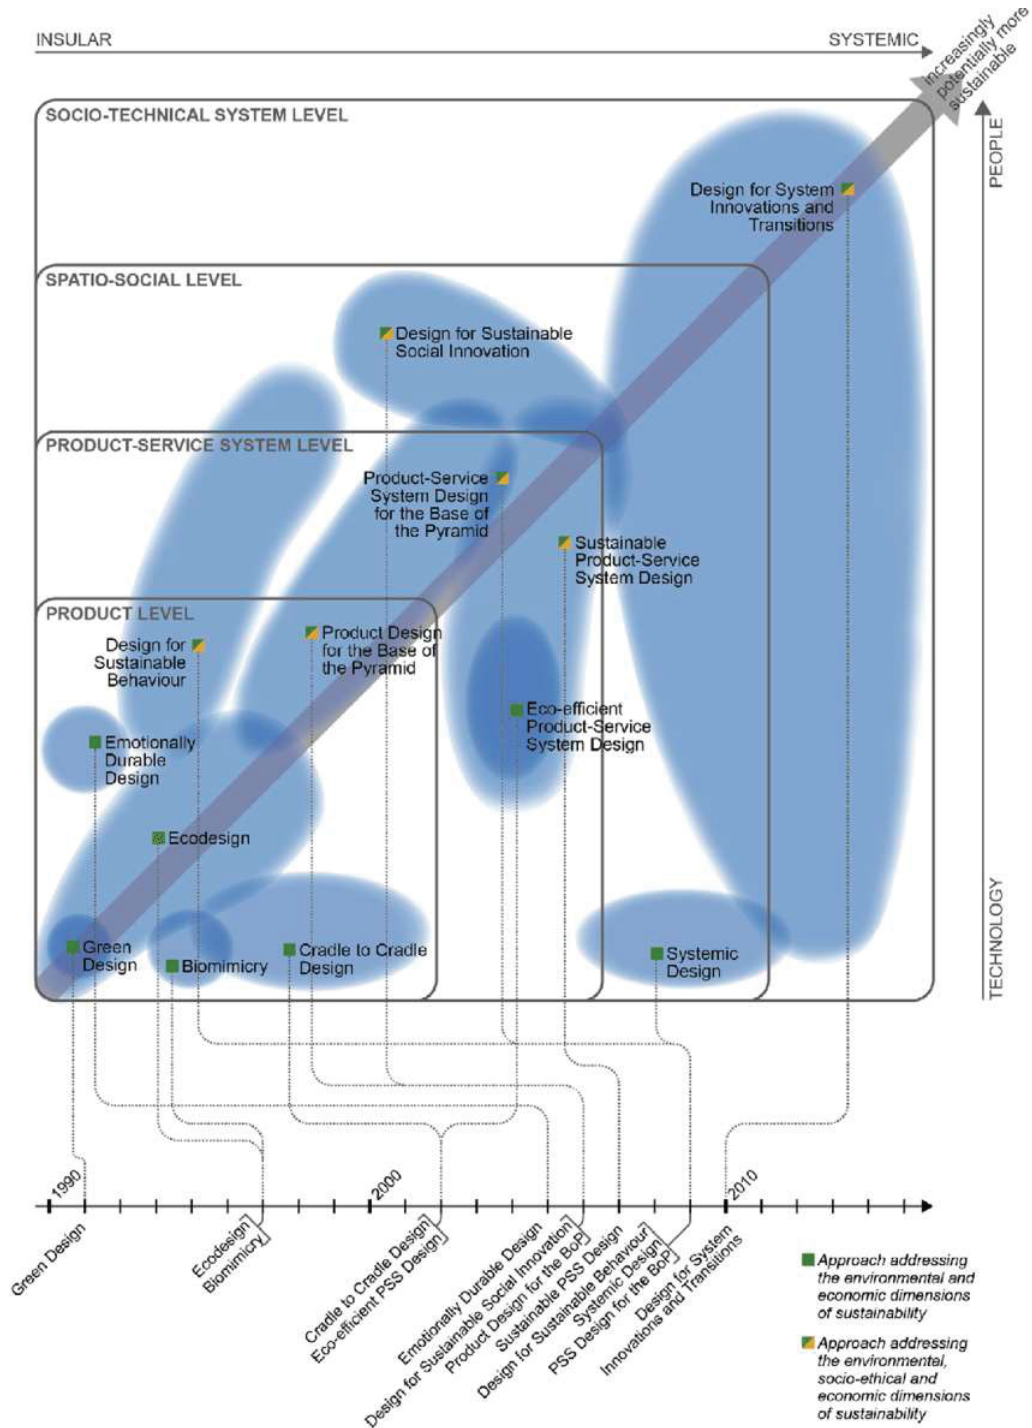 INSULAR
SYSTEMIC
Increasingly
potentially more
sustainable
SOCIO-TECHNICAL SYSTEM LEVEL
PEOPLE
Design for System
Innovations and
Transitions
SPATIO-SOCIAL LEVEL
Design for Sustainable
Social Innovation
PRODUCT-SERVICE SYSTEM LEVEL
Product-Service
System Design
for the Base of
the Pyramid
Sustainable
Product-Service
System Design
PRODUCT LEVEL
Design for
Sustainable
Behaviour
Product Design
for the Base of
the Pyramid
Emotionally
Durable
Design
Eco-efficient
Product-Service
System Design
Ecodesign
Green
Design
Biomimicry
Cradle to Cradle
Design
Systemic
Design
TECHNOLOGY
1990
2000
2010
Green Design
Ecodesign
Biomimicry
Cradle to Cradle Design
Eco-efficient PSS Design
Emotionally Durable Design
Design for Sustainable Social Innovation
Product Design for the BoP
Sustainable PSS Design
Design for Sustainable Behaviour
Systemic Design
PSS Design for the BoP
Design for System
Innovations and Transitions
Approach addressing
the environmental and
economic dimensions
of sustainability
Approach addressing
the environmental,
socio-ethical and
economic dimensions
of sustainability